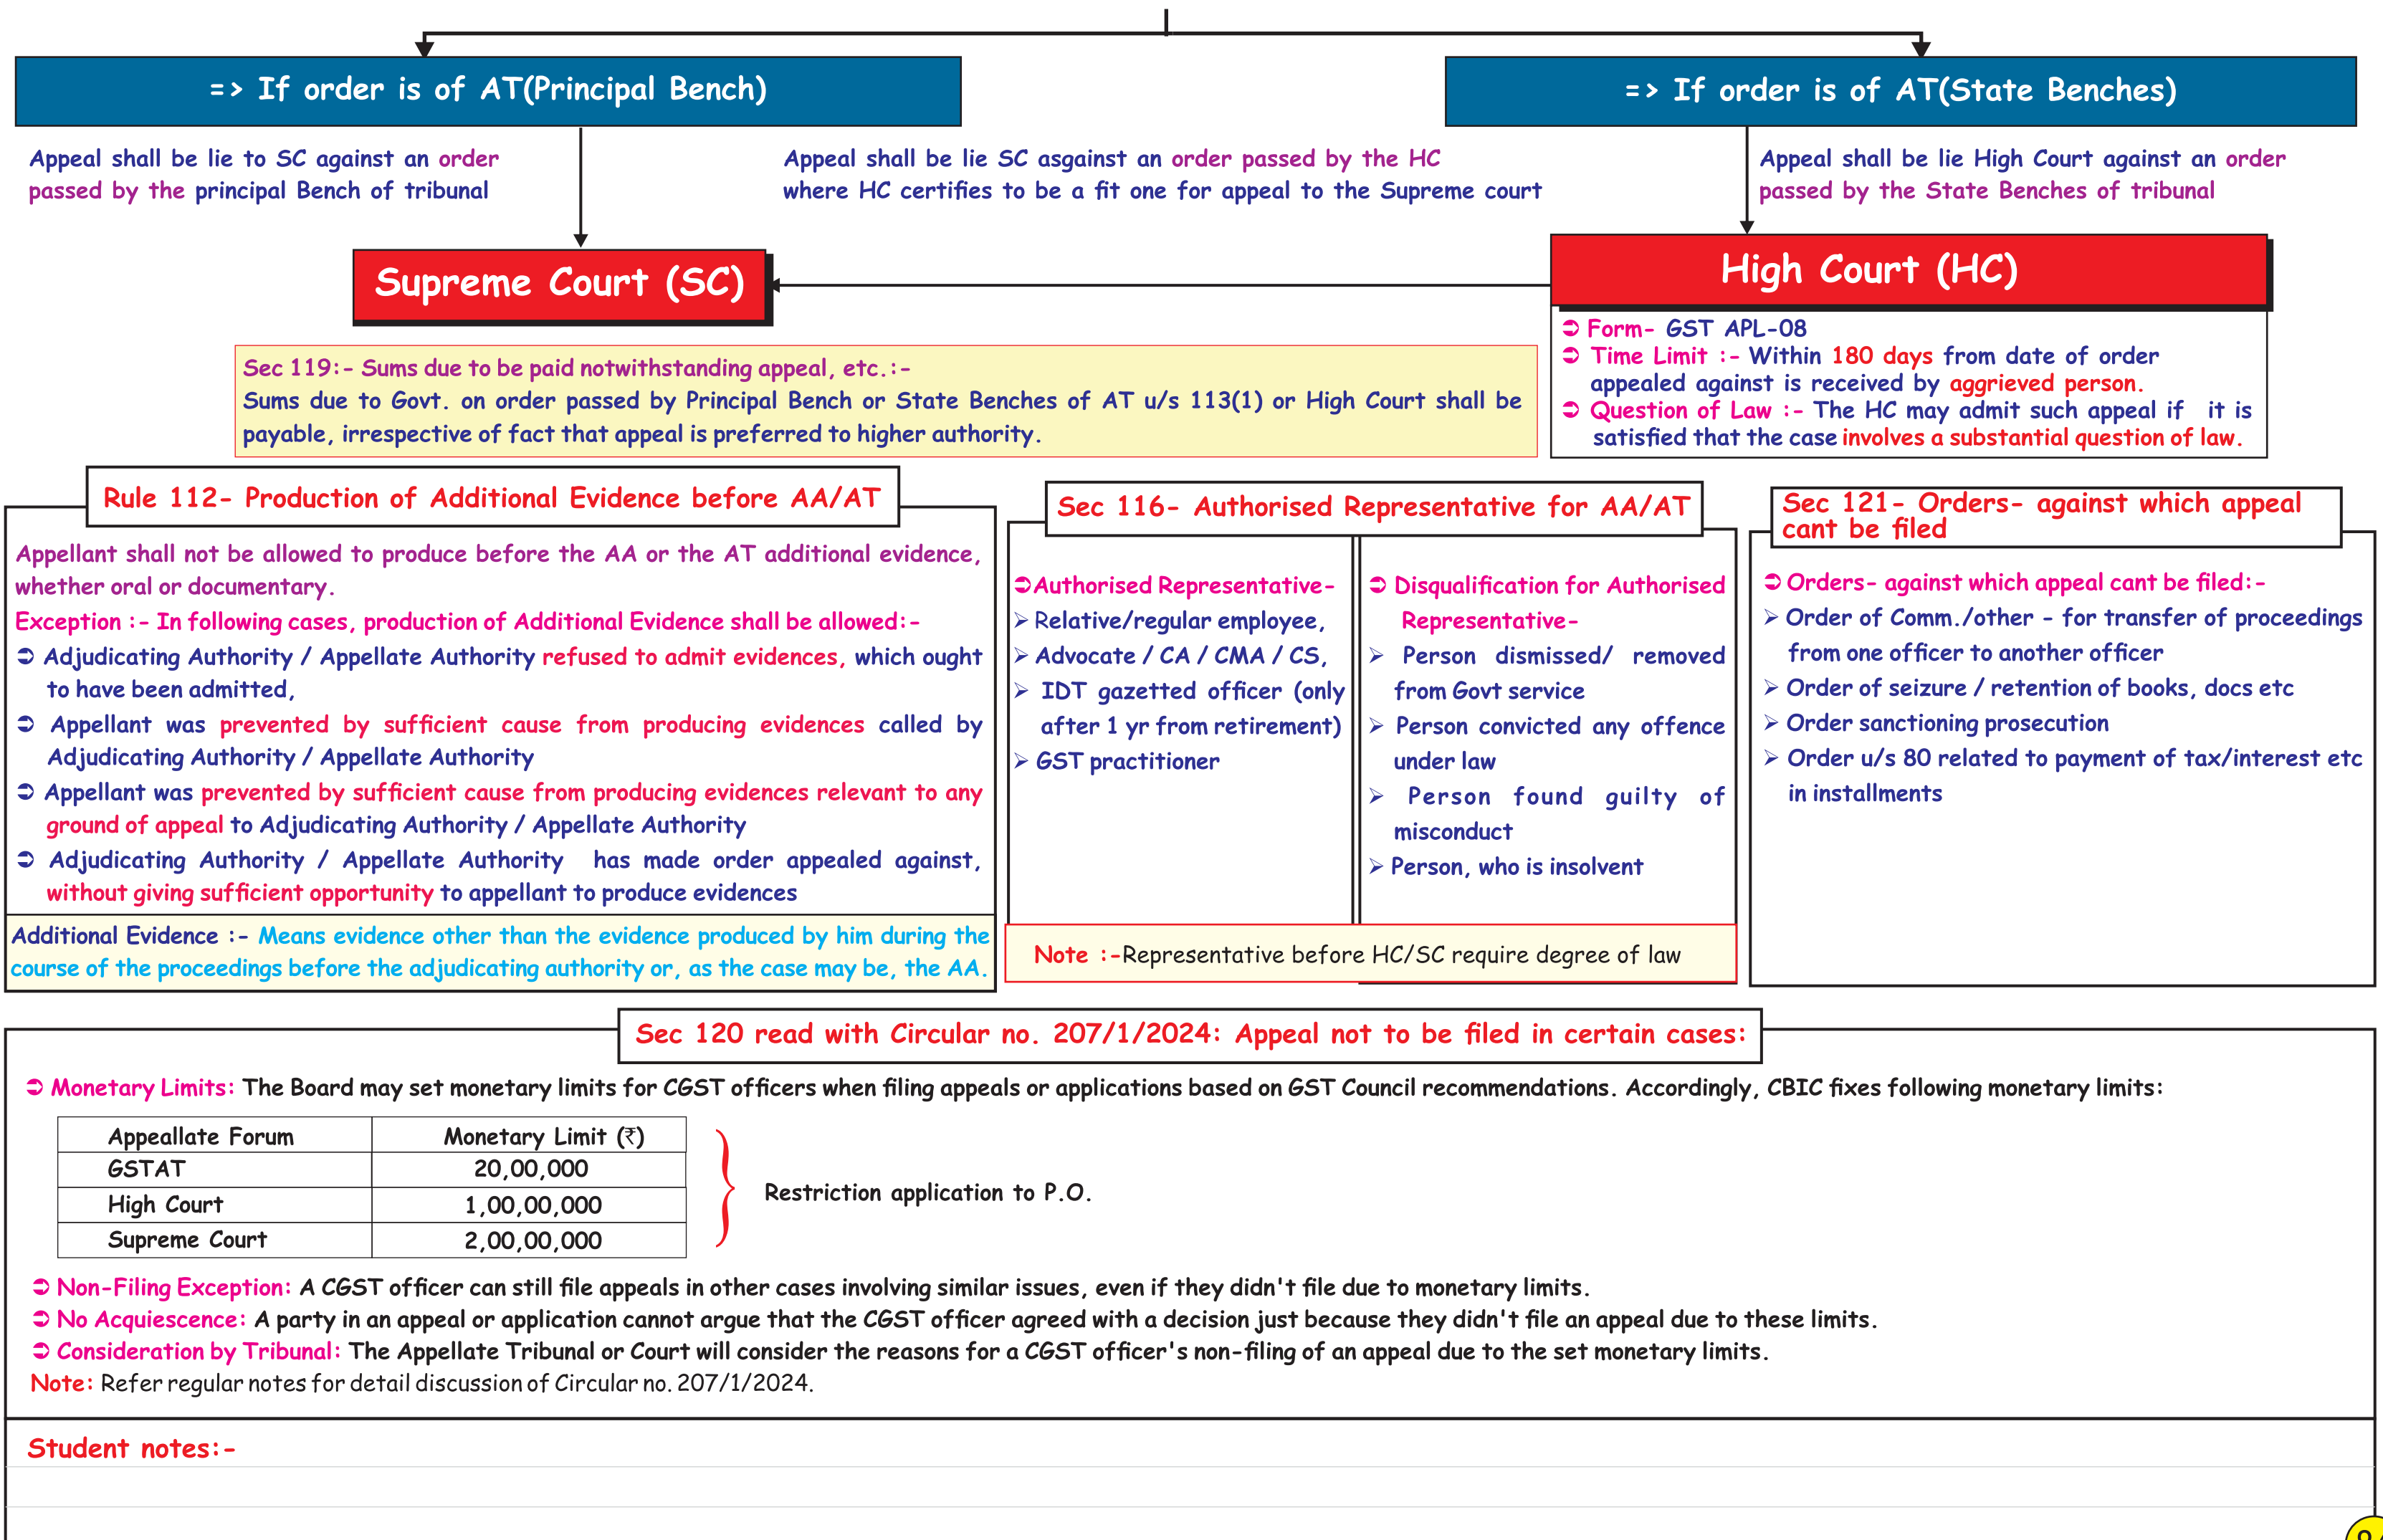 => If order is of AT(Principal Bench)
=> If order is of AT(State Benches)
Appeal shall be lie to SC against an order
passed by the principal Bench of tribunal
Appeal shall be lie SC asgainst an order passed by the HC
where HC certifies to be a fit one for appeal to the Supreme court
Appeal shall be lie High Court against an order
passed by the State Benches of tribunal
Supreme Court (SC)
High Court (HC)
➲ Form- GST APL-08
➲ Time Limit :- Within 180 days from date of order
appealed against is received by aggrieved person.
➲ Question of Law :- The HC may admit such appeal if it is
satisfied that the case involves a substantial question of law.
Sec 119:- Sums due to be paid notwithstanding appeal, etc.:-
Sums due to Govt. on order passed by Principal Bench or State Benches of AT u/s 113(1) or High Court shall be
payable, irrespective of fact that appeal is preferred to higher authority.
Rule 112- Production of Additional Evidence before AA/AT
Appellant shall not be allowed to produce before the AA or the AT additional evidence,
whether oral or documentary.
Exception :- In following cases, production of Additional Evidence shall be allowed:-
➲ Adjudicating Authority / Appellate Authority refused to admit evidences, which ought
to have been admitted,
➲ Appellant was prevented by sufficient cause from producing evidences called by
Adjudicating Authority / Appellate Authority
➲ Appellant was prevented by sufficient cause from producing evidences relevant to any
ground of appeal to Adjudicating Authority / Appellate Authority
➲ Adjudicating Authority / Appellate Authority has made order appealed against,
without giving sufficient opportunity to appellant to produce evidences
Additional Evidence :- Means evidence other than the evidence produced by him during the
course of the proceedings before the adjudicating authority or, as the case may be, the AA.
Sec 116- Authorised Representative for AA/AT
➲Authorised Representative-
➢ Relative/regular employee,
➢ Advocate / CA / CMA / CS,
➢ IDT gazetted officer (only
after 1 yr from retirement)
➢ GST practitioner
➲ Disqualification for Authorised
Representative-
➢ Person dismissed/ removed
from Govt service
➢ Person convicted any offence
under law
➢ Person found guilty of
misconduct
➢ Person, who is insolvent
Note :-Representative before HC/SC require degree of law
Sec 121- Orders- against which appeal
cant be filed
➲ Orders- against which appeal cant be filed:-
➢ Order of Comm./other - for transfer of proceedings
from one officer to another officer
➢ Order of seizure / retention of books, docs etc
➢ Order sanctioning prosecution
➢ Order u/s 80 related to payment of tax/interest etc
in installments
Sec 120 read with Circular no. 207/1/2024: Appeal not to be filed in certain cases:
➲ Monetary Limits: The Board may set monetary limits for CGST officers when filing appeals or applications based on GST Council recommendations. Accordingly, CBIC fixes following monetary limits:
Appeallate Forum Monetary Limit (₹)
GSTAT 20,00,000
High Court 1,00,00,000
Supreme Court 2,00,00,000
Restriction application to P.O.
➲ Non-Filing Exception: A CGST officer can still file appeals in other cases involving similar issues, even if they didn't file due to monetary limits.
➲ No Acquiescence: A party in an appeal or application cannot argue that the CGST officer agreed with a decision just because they didn't file an appeal due to these limits.
➲ Consideration by Tribunal: The Appellate Tribunal or Court will consider the reasons for a CGST officer's non-filing of an appeal due to the set monetary limits.
Note: Refer regular notes for detail discussion of Circular no. 207/1/2024.
Student notes:-